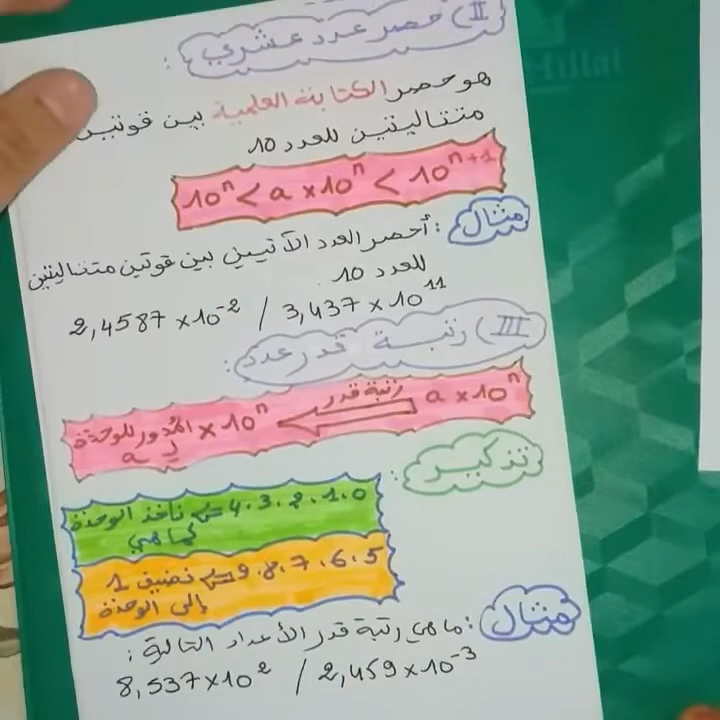 II) حصر عدد عشري :
هو حصر الكتابة العلمية بين قوتين
متتاليتين للعدد 10
10ⁿ < a × 10ⁿ < 10ⁿ⁺¹
مثال : أحصر العدد الآتيين بين قوتين متتاليتين
للعدد 10
2,4587 × 10⁻² / 3,437 × 10¹¹
III) رتبة قدر عدد :
a × 10ⁿ رتبة قدر المُدور للوحدة × 10ⁿ
لـ a
تذكير :
0، 1، 2، 3، 4 ⇐ نأخذ الوحدة
كما هي
5، 6، 7، 8، 9 ⇐ نضيف 1
إلى الوحدة
مثال : ما هي رتبة قدر الأعداد التالية :
8,537 × 10² / 2,459 × 10⁻³